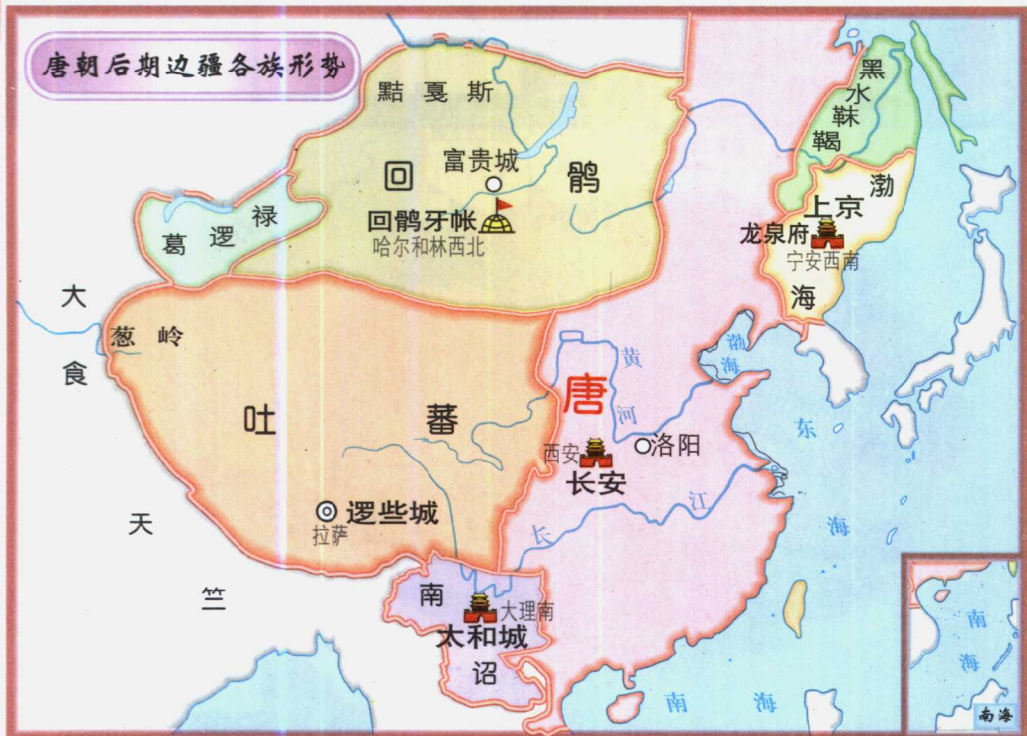 唐朝后期边疆各族形势
黠戛斯
回鹘
富贵城
回鹘牙帐
哈尔和林西北
葛逻禄
黑水靺鞨
渤海
上京
龙泉府
宁安西南
大食
葱岭
吐蕃
逻些城
拉萨
天竺
唐
黄河
渤海
西安
长安
洛阳
长江
东海
南诏
大理南
太和城
南海
南海
南海